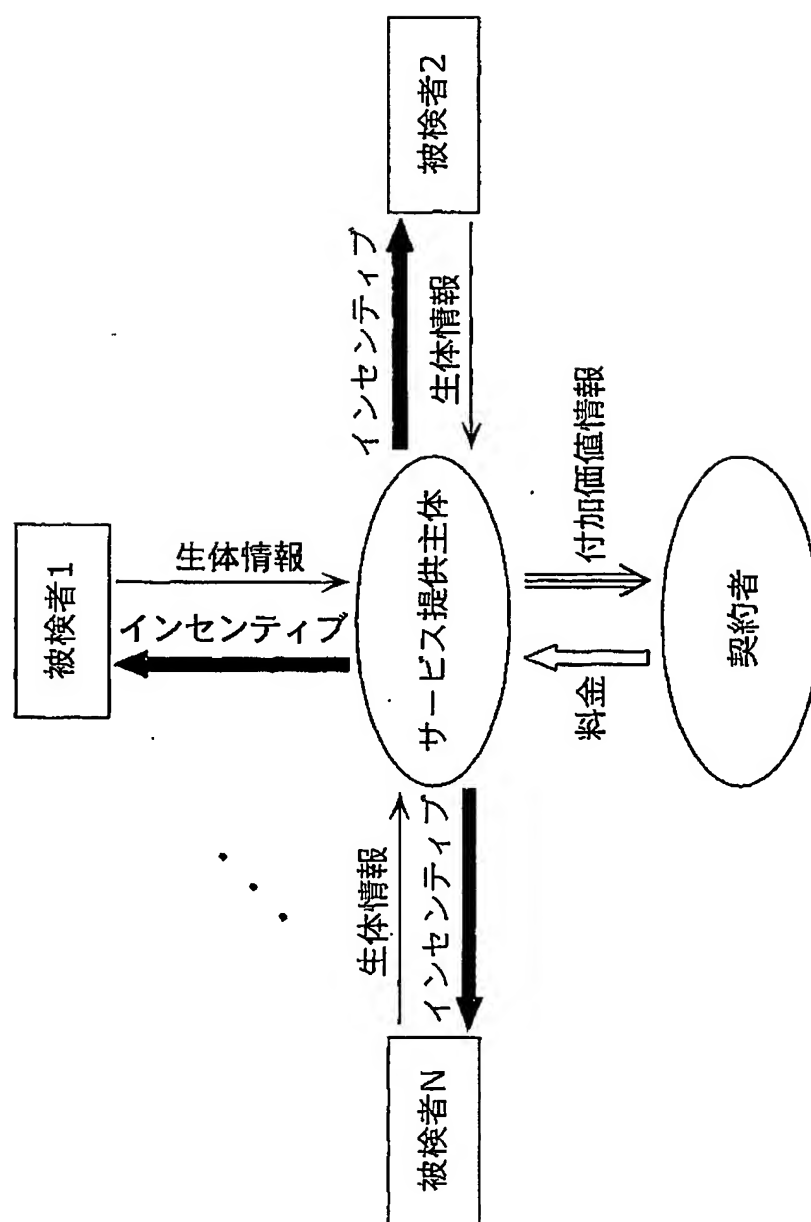 被検者1
インセンティブ
生体情報
生体情報
インセンティブ
インセンティブ
生体情報
被検者N
サービス提供主体
被検者2
料金
付加価値情報
契約者